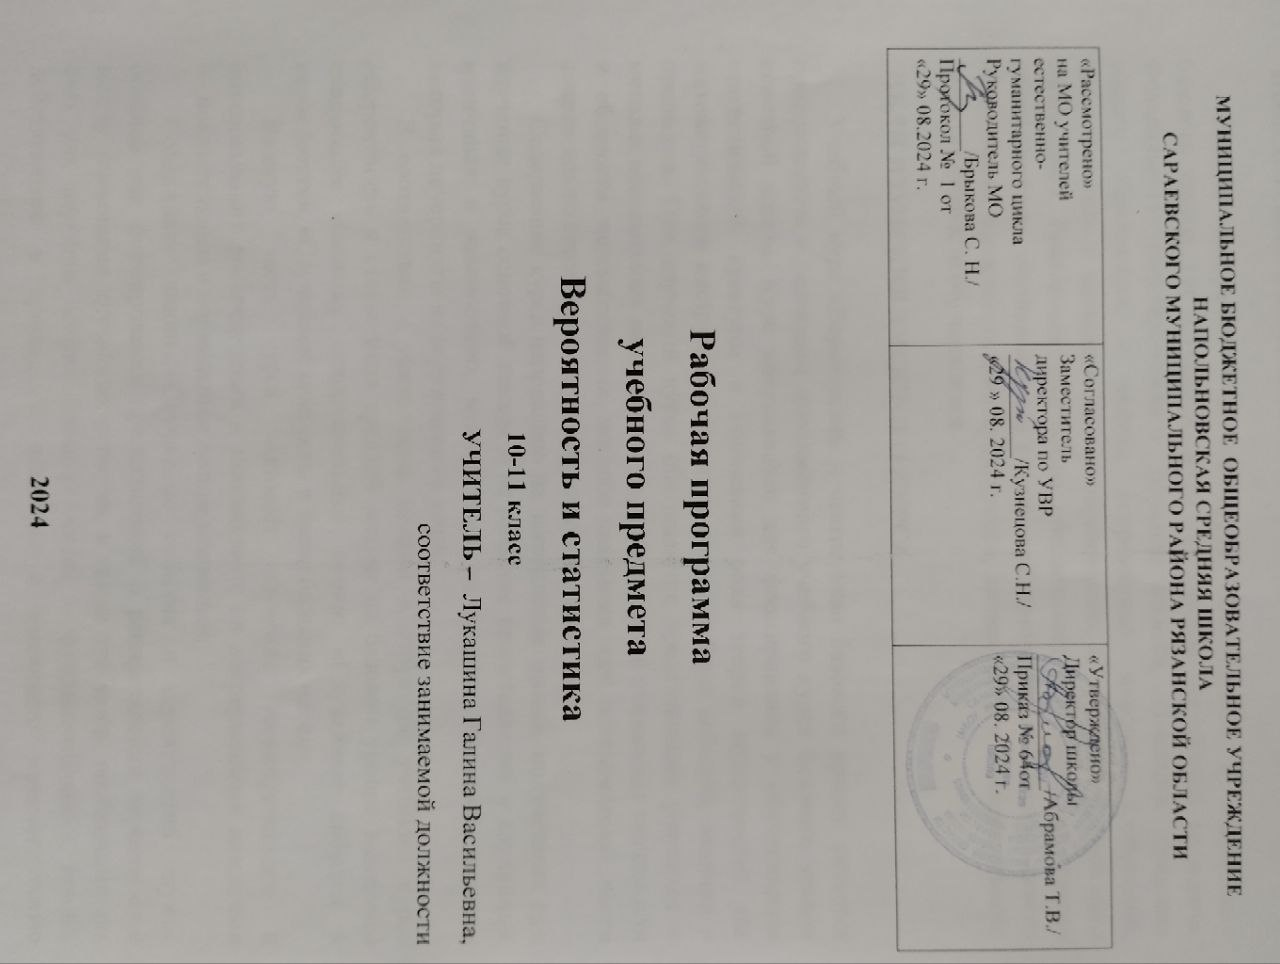 МУНИЦИПАЛЬНОЕ БЮДЖЕТНОЕ ОБЩЕОБРАЗОВАТЕЛЬНОЕ УЧРЕЖДЕНИЕ
НАПОЛЬНОВСКАЯ СРЕДНЯЯ ШКОЛА
САРАЕВСКОГО МУНИЦИПАЛЬНОГО РАЙОНА РЯЗАНСКОЙ ОБЛАСТИ
«Рассмотрено»
на МО учителей
естественно-
гуманитарного цикла
Руководитель МО
/Брыкова С. Н./
Протокол № 1 от
«29» 08.2024 г.
«Согласовано»
Заместитель
директора по УВР
/Кузнецова С.Н./
«29 » 08. 2024 г.
«Утверждено»
Директор школы
/Абрамова Т.В./
Приказ № 64от
«29» 08. 2024 г.
Рабочая программа
учебного предмета
Вероятность и статистика
10-11 класс
УЧИТЕЛЬ – Лукашина Галина Васильевна,
соответствие занимаемой должности
2024